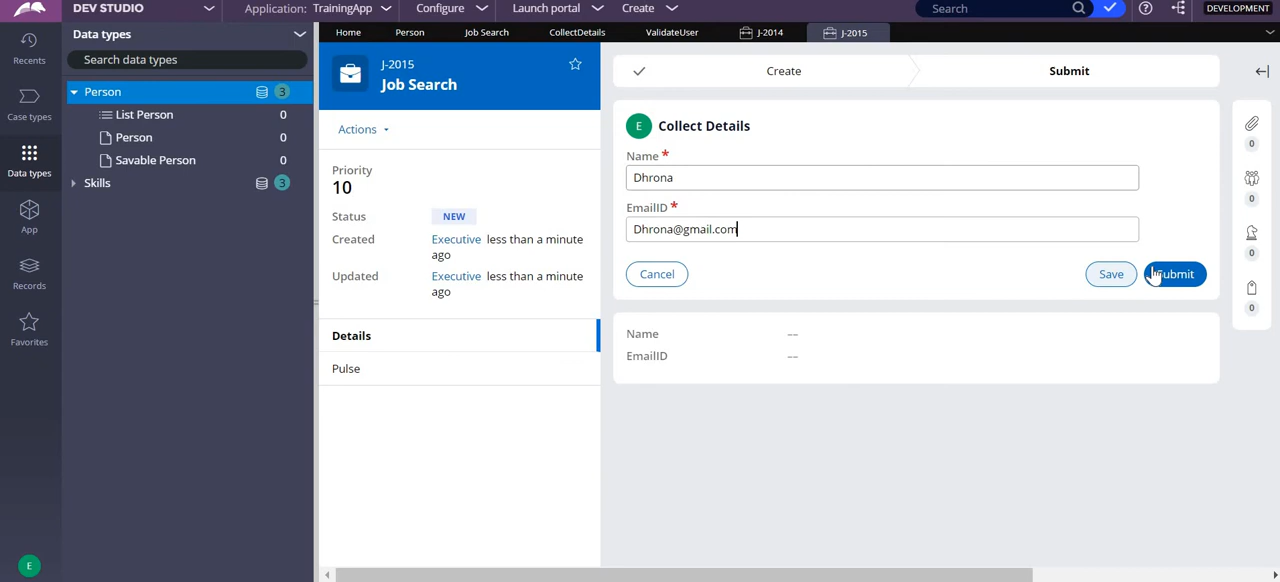 DEV STUDIO
Application: TrainingApp
Configure
Launch portal
Create
Search
DEVELOPMENT
Recents
Case types
Data types
App
Records
Favorites
E
Data types
Search data types
Person 3
List Person 0
Person 0
Savable Person 0
Skills 3
Home
Person
Job Search
CollectDetails
ValidateUser
J-2014
J-2015
J-2015
Job Search
Actions
Priority
10
Status NEW
Created Executive less than a minute
ago
Updated Executive less than a minute
ago
Details
Pulse
Create
Submit
E Collect Details
Name *
Dhrona
EmailID *
Dhrona@gmail.com
Cancel
Save
Submit
Name --
EmailID --
0
0
0
0